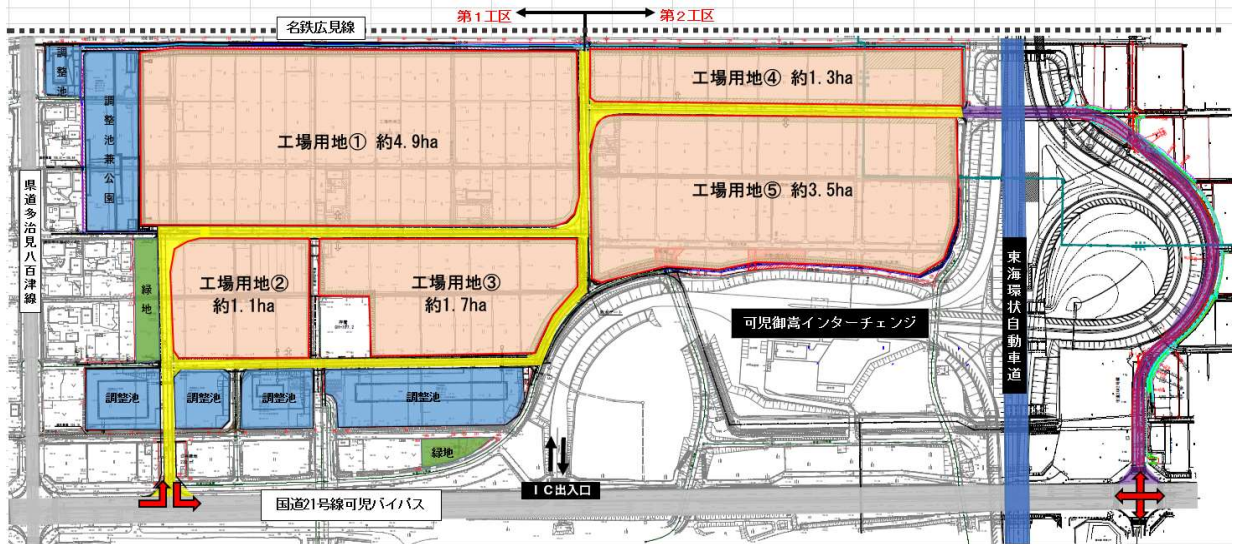 第1工区
第2工区
名鉄広見線
調整池
調整池兼公園
工場用地① 約4.9ha
工場用地④ 約1.3ha
工場用地⑤ 約3.5ha
県道多治見八百津線
緑地
工場用地②
約1.1ha
工場用地③
約1.7ha
東海環状自動車道
可児御嵩インターチェンジ
調整池
調整池
調整池
調整池
緑地
IC出入口
国道21号線可児バイパス